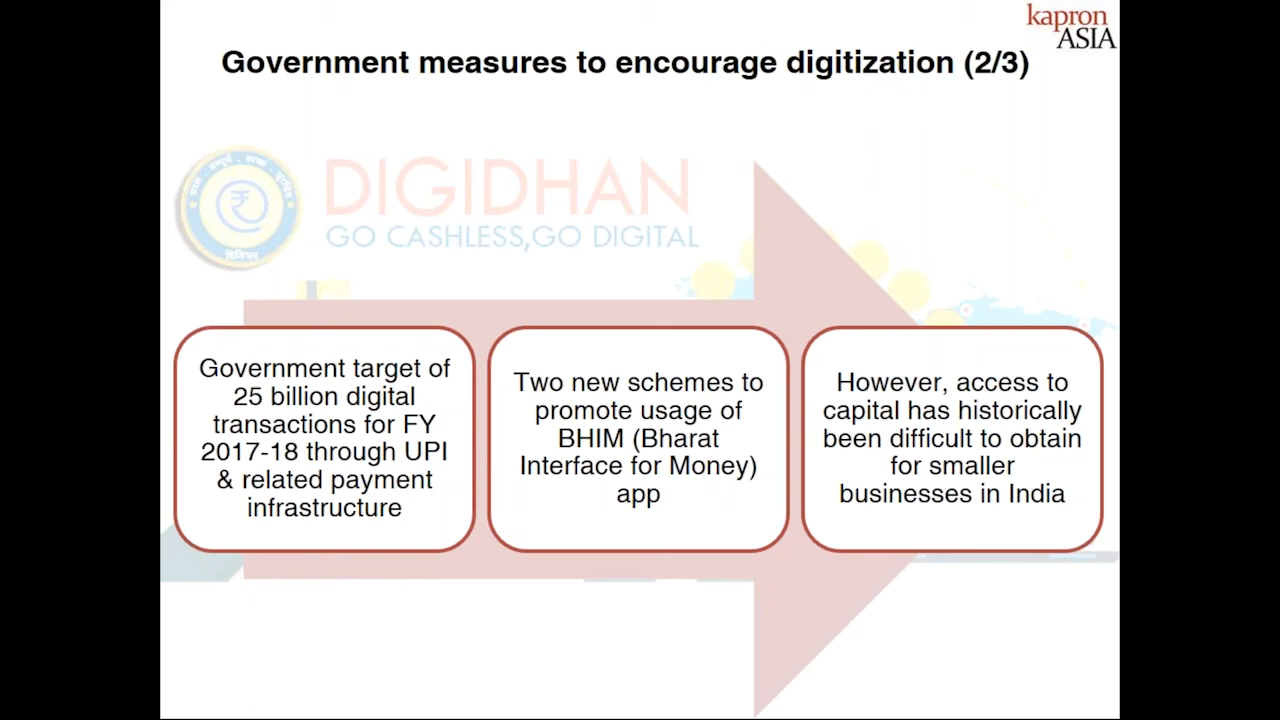 kapron
ASIA
Government measures to encourage digitization (2/3)
DIGIDHAN
GO CASHLESS,GO DIGITAL
Government target of
25 billion digital
transactions for FY
2017-18 through UPI
& related payment
infrastructure
Two new schemes to
promote usage of
BHIM (Bharat
Interface for Money)
app
However, access to
capital has historically
been difficult to obtain
for smaller
businesses in India